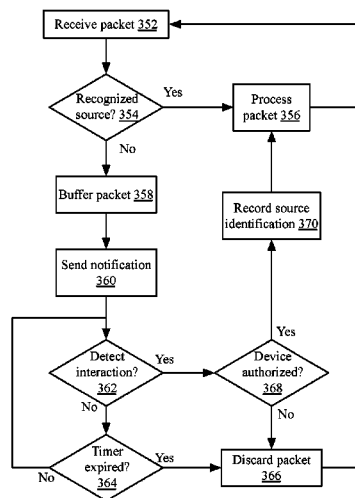 Receive packet 352
Recognized
source? 354
Yes
Process
packet 356
No
Buffer packet 358
Record source
identification 370
Send notification
360
Yes
Detect
interaction?
362
Yes
Device
authorized?
368
No
No
Timer
expired?
364
No
Yes
Discard packet
366